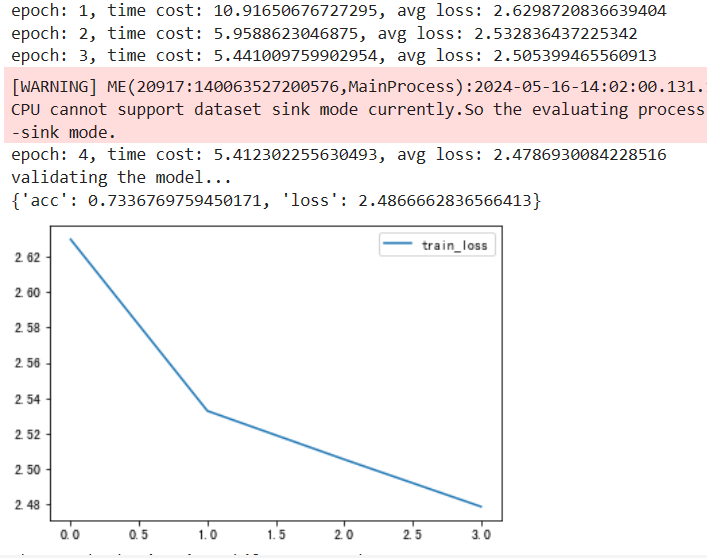 epoch: 1, time cost: 10.91650676727295, avg loss: 2.6298720836639404
epoch: 2, time cost: 5.9588623046875, avg loss: 2.532836437225342
epoch: 3, time cost: 5.441009759902954, avg loss: 2.505399465560913
[WARNING] ME(20917:140063527200576,MainProcess):2024-05-16-14:02:00.131.
CPU cannot support dataset sink mode currently.So the evaluating process
-sink mode.
epoch: 4, time cost: 5.412302255630493, avg loss: 2.4786930084228516
validating the model...
{'acc': 0.7336769759450171, 'loss': 2.4866662836566413}
train_loss
2.62
2.60
2.58
2.56
2.54
2.52
2.50
2.48
0.0 0.5 1.0 1.5 2.0 2.5 3.0